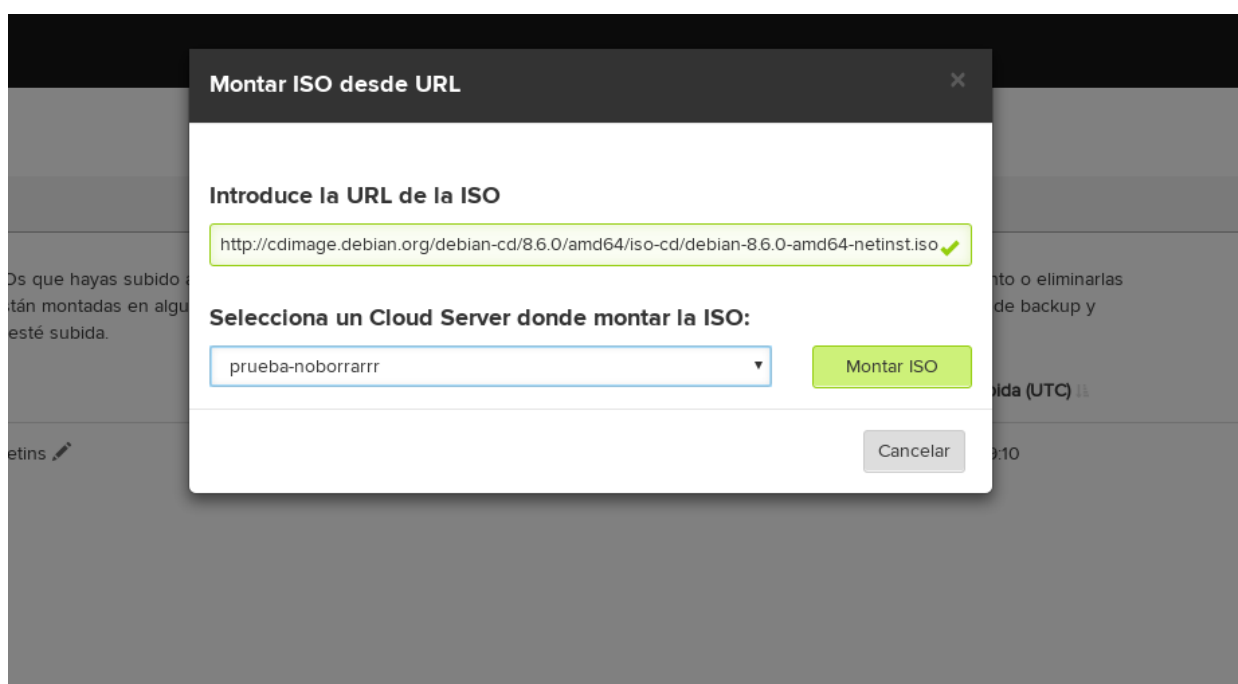 Montar ISO desde URL ×
Introduce la URL de la ISO
http://cdimage.debian.org/debian-cd/8.6.0/amd64/iso-cd/debian-8.6.0-amd64-netinst.iso
Os que hayas subido
nto o eliminarlas
stán montadas en algu
de backup y
esté subida.
Selecciona un Cloud Server donde montar la ISO:
prueba-noborrarrr
Montar ISO
bida (UTC)
etins
Cancelar
9:10